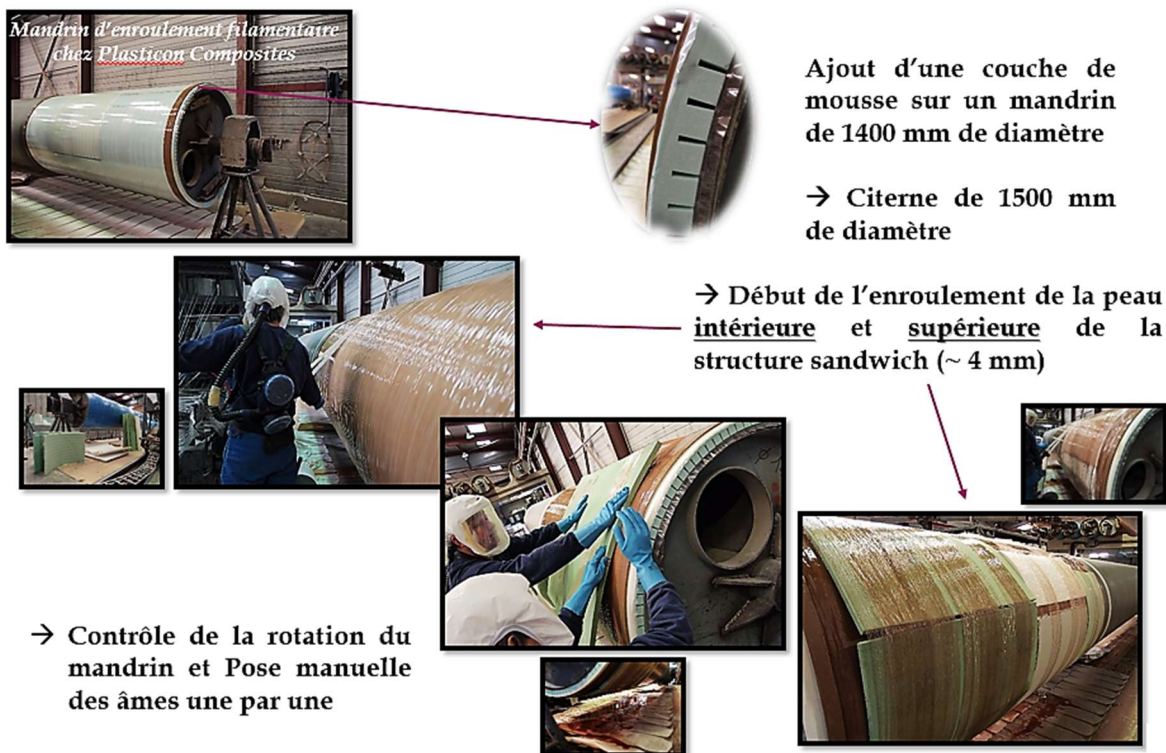 Mandrin d'enroulement filamentaire
chez Plasticon Composites
Ajout d'une couche de
mousse sur un mandrin
de 1400 mm de diamètre
→ Citerne de 1500 mm
de diamètre
→ Début de l'enroulement de la peau
intérieure et supérieure de la
structure sandwich (~ 4 mm)
→ Contrôle de la rotation du
mandrin et Pose manuelle
des âmes une par une